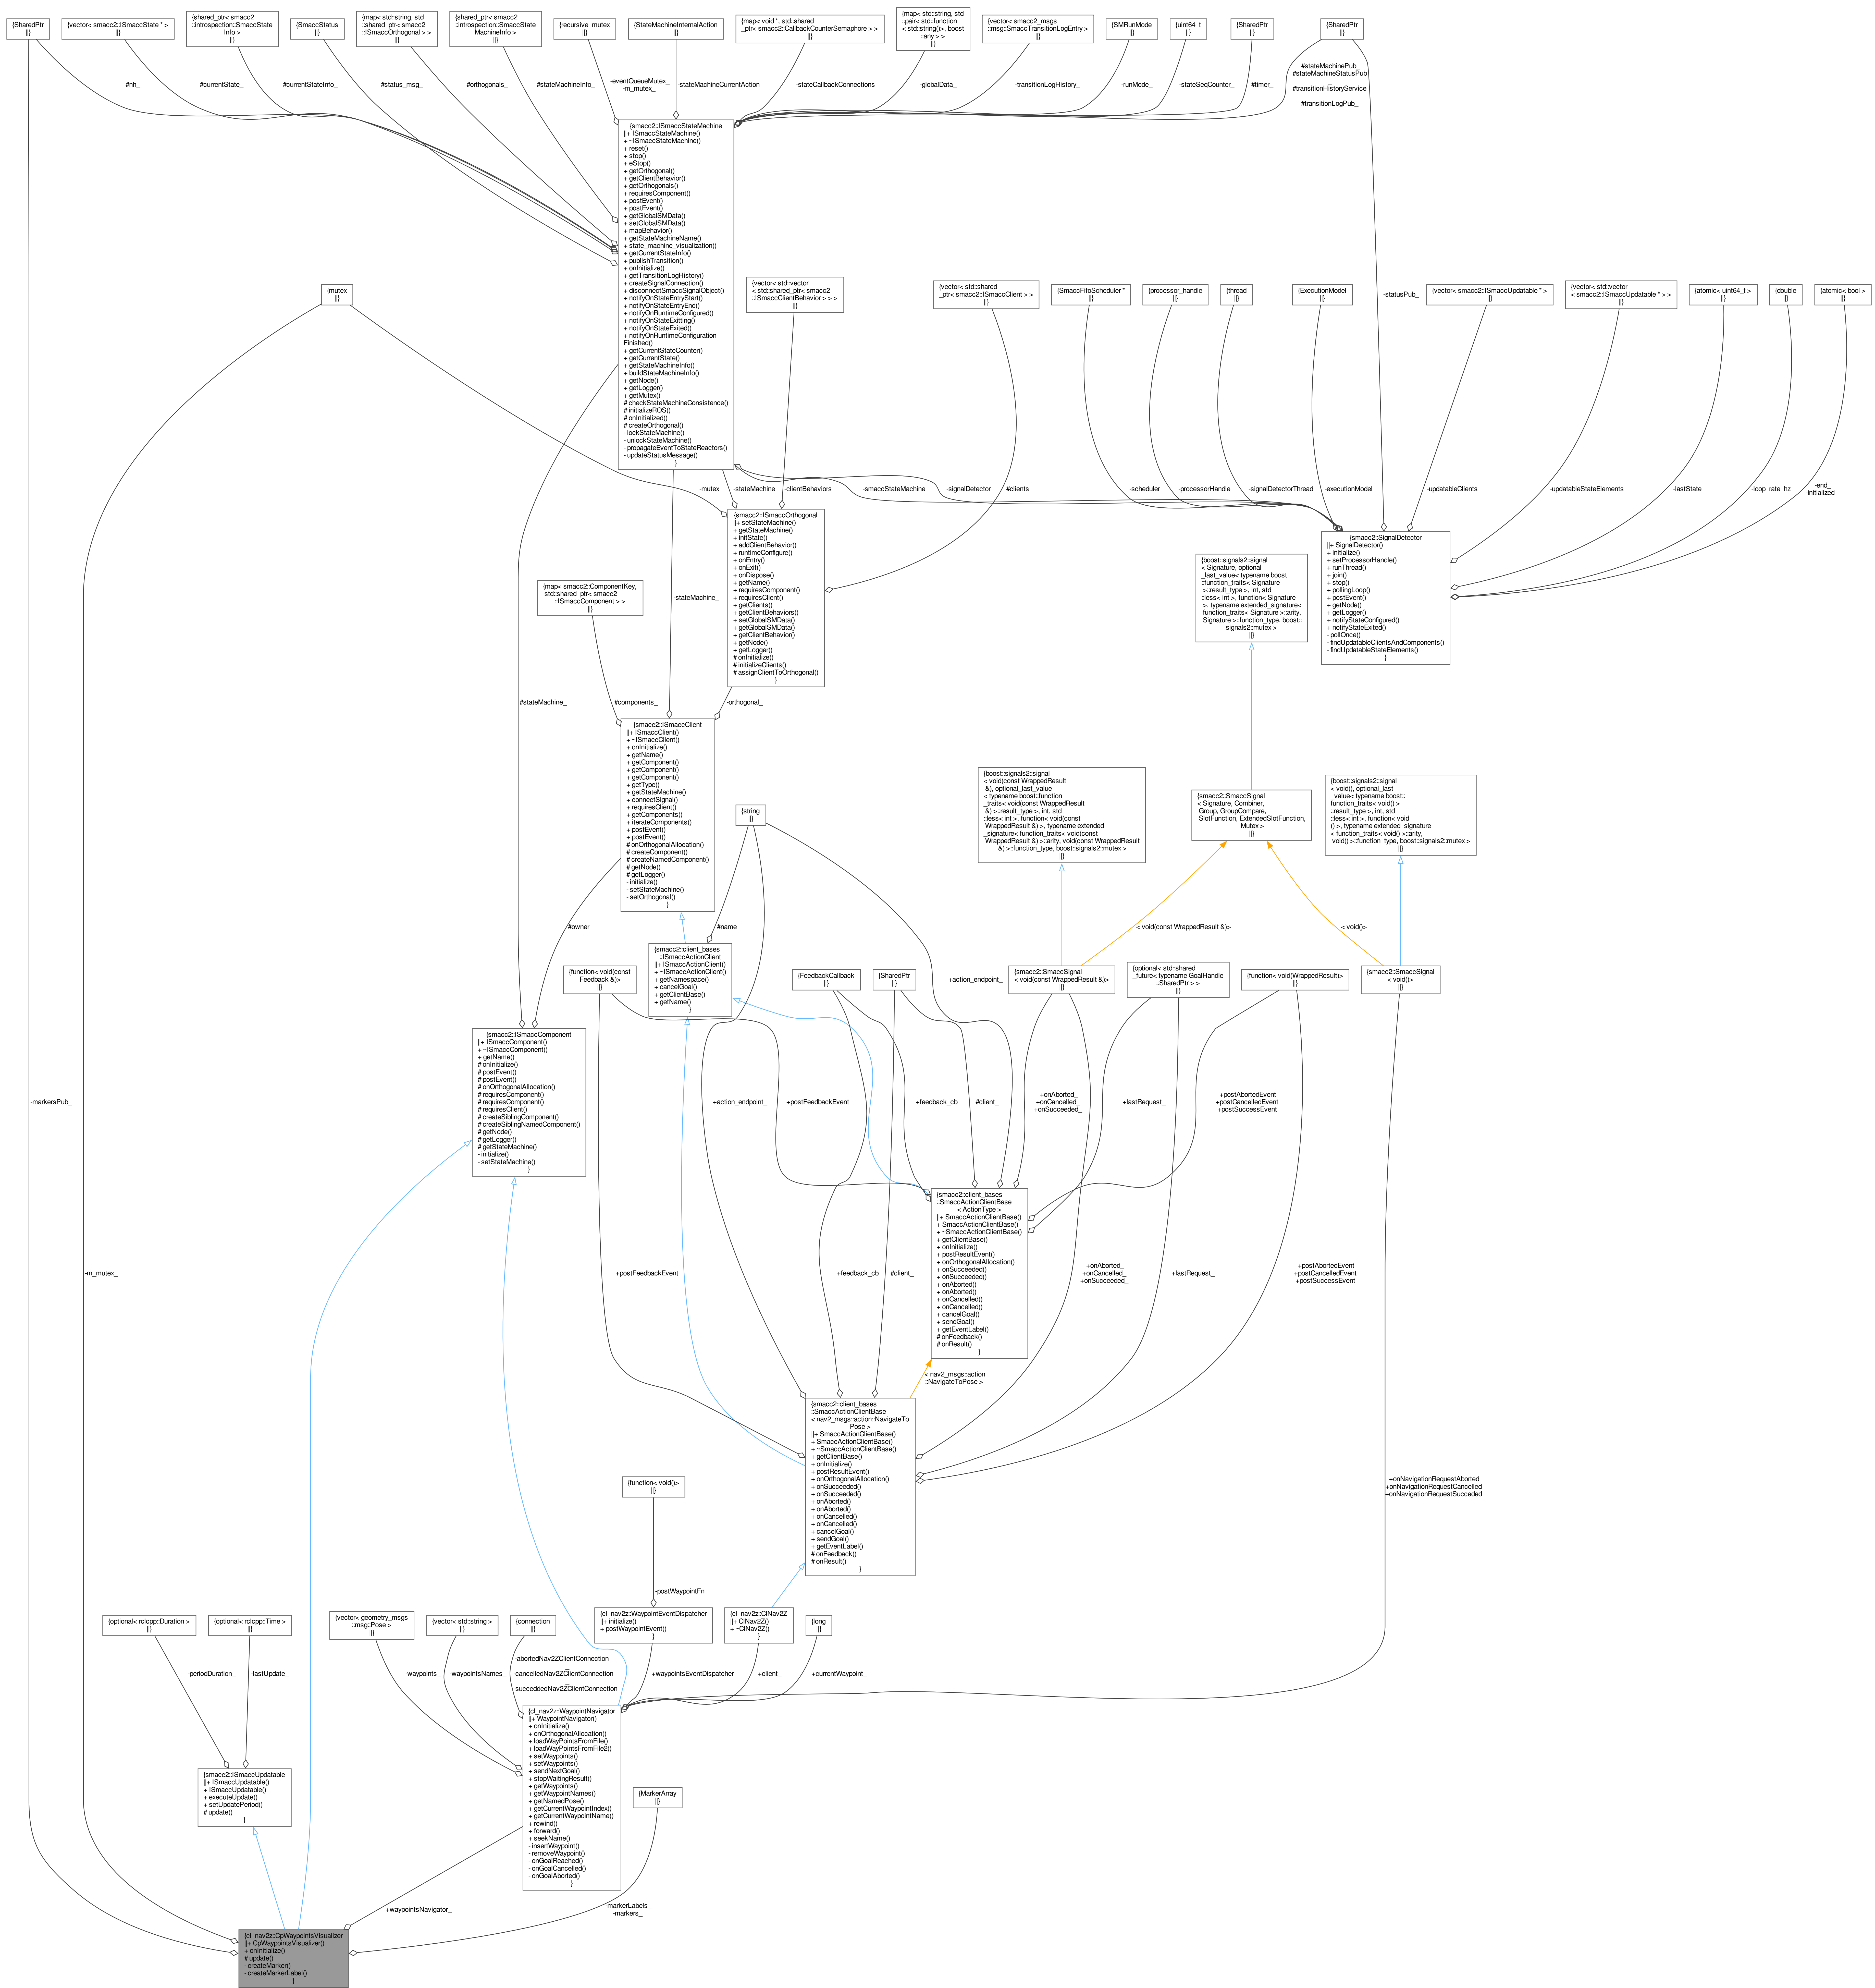 {SharedPtr
||}
{vector< smacc2::ISmaccState * >
||}
{shared_ptr< smacc2
::introspection::SmaccState
Info >
||}
{SmaccStatus
||}
{map< std::string, std
::shared_ptr< smacc2
::ISmaccOrthogonal > >
||}
{shared_ptr< smacc2
::introspection::SmaccState
MachineInfo >
||}
{recursive_mutex
||}
{StateMachineInternalAction
||}
{map< void *, std::shared
_ptr< smacc2::CallbackCounterSemaphore > >
||}
{map< std::string, std
::pair< std::function
< std::string()>, boost
::any > >
||}
{vector< smacc2_msgs
::msg::SmaccTransitionLogEntry >
||}
{SMRunMode
||}
{uint64_t
||}
{SharedPtr
||}
{SharedPtr
||}
#nh_
#currentState_
#currentStateInfo_
#status_msg_
#orthogonals_
#stateMachineInfo_
-eventQueueMutex_
-m_mutex_
-stateMachineCurrentAction
-stateCallbackConnections
-globalData_
-transitionLogHistory_
-runMode_
-stateSeqCounter_
#timer_
#stateMachinePub_
#stateMachineStatusPub
_
#transitionHistoryService
_
#transitionLogPub_
{smacc2::ISmaccStateMachine
||+ ISmaccStateMachine()
+ ~ISmaccStateMachine()
+ reset()
+ stop()
+ eStop()
+ getOrthogonal()
+ getClientBehavior()
+ getOrthogonals()
+ requiresComponent()
+ postEvent()
+ postEvent()
+ getGlobalSMData()
+ setGlobalSMData()
+ mapBehavior()
+ getStateMachineName()
+ state_machine_visualization()
+ getCurrentStateInfo()
+ publishTransition()
+ onInitialize()
+ getTransitionLogHistory()
+ createSignalConnection()
+ disconnectSmaccSignalObject()
+ notifyOnStateEntryStart()
+ notifyOnStateEntryEnd()
+ notifyOnRuntimeConfigured()
+ notifyOnStateExitting()
+ notifyOnStateExited()
+ notifyOnRuntimeConfiguration
Finished()
+ getCurrentStateCounter()
+ getCurrentState()
+ getStateMachineInfo()
+ buildStateMachineInfo()
+ getNode()
+ getLogger()
+ getMutex()
# checkStateMachineConsistence()
# initializeROS()
# onInitialized()
# createOrthogonal()
- lockStateMachine()
- unlockStateMachine()
- propagateEventToStateReactors()
- updateStatusMessage()
}
{mutex
||}
{vector< std::vector
< std::shared_ptr< smacc2
::ISmaccClientBehavior > > >
||}
{vector< std::shared
_ptr< smacc2::ISmaccClient > >
||}
{SmaccFifoScheduler *
||}
{processor_handle
||}
{thread
||}
{ExecutionModel
||}
-statusPub_
{vector< smacc2::ISmaccUpdatable * >
||}
{vector< std::vector
< smacc2::ISmaccUpdatable * > >
||}
{atomic< uint64_t >
||}
{double
||}
{atomic< bool >
||}
-mutex_
-stateMachine_
-clientBehaviors_
-smaccStateMachine_
-signalDetector_
#clients_
-scheduler_
-processorHandle_
-signalDetectorThread_
-executionModel_
-updatableClients_
-updatableStateElements_
-lastState_
-loop_rate_hz
-end_
-initialized_
{smacc2::ISmaccOrthogonal
||+ setStateMachine()
+ getStateMachine()
+ initState()
+ addClientBehavior()
+ runtimeConfigure()
+ onEntry()
+ onExit()
+ onDispose()
+ getName()
+ requiresComponent()
+ requiresClient()
+ getClients()
+ getClientBehaviors()
+ setGlobalSMData()
+ getGlobalSMData()
+ getClientBehavior()
+ getNode()
+ getLogger()
# onInitialize()
# initializeClients()
# assignClientToOrthogonal()
}
{smacc2::SignalDetector
||+ SignalDetector()
+ initialize()
+ setProcessorHandle()
+ runThread()
+ join()
+ stop()
+ pollingLoop()
+ postEvent()
+ getNode()
+ getLogger()
+ notifyStateConfigured()
+ notifyStateExited()
- pollOnce()
- findUpdatableClientsAndComponents()
- findUpdatableStateElements()
}
{boost::signals2::signal
< Signature, optional
_last_value< typename boost
::function_traits< Signature
>::result_type >, int, std
::less< int >, function< Signature
>, typename extended_signature<
function_traits< Signature >::arity,
Signature >::function_type, boost::
signals2::mutex >
||}
{map< smacc2::ComponentKey,
std::shared_ptr< smacc2
::ISmaccComponent > >
||}
-stateMachine_
#stateMachine_
#components_
-orthogonal_
{smacc2::ISmaccClient
||+ ISmaccClient()
+ ~ISmaccClient()
+ onInitialize()
+ getName()
+ getComponent()
+ getComponent()
+ getComponent()
+ getType()
+ getStateMachine()
+ connectSignal()
+ requiresClient()
+ getComponents()
+ iterateComponents()
+ postEvent()
+ postEvent()
# onOrthogonalAllocation()
# createComponent()
# createNamedComponent()
# getNode()
# getLogger()
- initialize()
- setStateMachine()
- setOrthogonal()
}
{string
||}
{boost::signals2::signal
< void(const WrappedResult
&), optional_last_value
< typename boost::function
_traits< void(const WrappedResult
&) >::result_type >, int, std
::less< int >, function< void(const
WrappedResult &) >, typename extended
_signature< function_traits< void(const
WrappedResult &) >::arity, void(const WrappedResult
&) >::function_type, boost::signals2::mutex >
||}
{smacc2::SmaccSignal
< Signature, Combiner,
Group, GroupCompare,
SlotFunction, ExtendedSlotFunction,
Mutex >
||}
{boost::signals2::signal
< void(), optional_last
_value< typename boost::
function_traits< void() >
::result_type >, int, std
::less< int >, function< void
() >, typename extended_signature
< function_traits< void() >::arity,
void() >::function_type, boost::signals2::mutex >
||}
#owner_
#name_
< void(const WrappedResult &)>
< void()>
{smacc2::client_bases
::ISmaccActionClient
||+ ISmaccActionClient()
+ ~ISmaccActionClient()
+ getNamespace()
+ cancelGoal()
+ getClientBase()
+ getName()
}
{function< void(const
Feedback &)>
||}
{FeedbackCallback
||}
{SharedPtr
||}
+action_endpoint_
{smacc2::SmaccSignal
< void(const WrappedResult &)>
||}
{optional< std::shared
_future< typename GoalHandle
::SharedPtr > >
||}
{function< void(WrappedResult)>
||}
{smacc2::SmaccSignal
< void()>
||}
{smacc2::ISmaccComponent
||+ ISmaccComponent()
+ ~ISmaccComponent()
+ getName()
# onInitialize()
# postEvent()
# postEvent()
# onOrthogonalAllocation()
# requiresComponent()
# requiresComponent()
# requiresClient()
# createSiblingComponent()
# createSiblingNamedComponent()
# getNode()
# getLogger()
# getStateMachine()
- initialize()
- setStateMachine()
}
-markersPub_
+action_endpoint_
+postFeedbackEvent
+feedback_cb
#client_
+onAborted_
+onCancelled_
+onSucceeded_
+lastRequest_
+postAbortedEvent
+postCancelledEvent
+postSuccessEvent
{smacc2::client_bases
::SmaccActionClientBase
< ActionType >
||+ SmaccActionClientBase()
+ SmaccActionClientBase()
+ ~SmaccActionClientBase()
+ getClientBase()
+ onInitialize()
+ postResultEvent()
+ onOrthogonalAllocation()
+ onSucceeded()
+ onSucceeded()
+ onAborted()
+ onAborted()
+ onCancelled()
+ onCancelled()
+ cancelGoal()
+ sendGoal()
+ getEventLabel()
# onFeedback()
# onResult()
}
-m_mutex_
+postFeedbackEvent
+feedback_cb
#client_
+onAborted_
+onCancelled_
+onSucceeded_
+lastRequest_
+postAbortedEvent
+postCancelledEvent
+postSuccessEvent
< nav2_msgs::action
::NavigateToPose >
{smacc2::client_bases
::SmaccActionClientBase
< nav2_msgs::action::NavigateTo
Pose >
||+ SmaccActionClientBase()
+ SmaccActionClientBase()
+ ~SmaccActionClientBase()
+ getClientBase()
+ onInitialize()
+ postResultEvent()
+ onOrthogonalAllocation()
+ onSucceeded()
+ onSucceeded()
+ onAborted()
+ onAborted()
+ onCancelled()
+ onCancelled()
+ cancelGoal()
+ sendGoal()
+ getEventLabel()
# onFeedback()
# onResult()
}
+onNavigationRequestAborted
+onNavigationRequestCancelled
+onNavigationRequestSucceded
{function< void()>
||}
-postWaypointFn
{optional< rclcpp::Duration >
||}
{optional< rclcpp::Time >
||}
{vector< geometry_msgs
::msg::Pose >
||}
{vector< std::string >
||}
{connection
||}
{cl_nav2z::WaypointEventDispatcher
||+ initialize()
+ postWaypointEvent()
}
{cl_nav2z::ClNav2Z
||+ ClNav2Z()
+ ~ClNav2Z()
}
{long
||}
-periodDuration_
-lastUpdate_
-waypoints_
-waypointsNames_
-abortedNav2ZClientConnection
_
-cancelledNav2ZClientConnection
_
-succeddedNav2ZClientConnection_
+waypointsEventDispatcher
+client_
+currentWaypoint_
{smacc2::ISmaccUpdatable
||+ ISmaccUpdatable()
+ ISmaccUpdatable()
+ executeUpdate()
+ setUpdatePeriod()
# update()
}
{cl_nav2z::WaypointNavigator
||+ WaypointNavigator()
+ onInitialize()
+ onOrthogonalAllocation()
+ loadWayPointsFromFile()
+ loadWayPointsFromFile2()
+ setWaypoints()
+ setWaypoints()
+ sendNextGoal()
+ stopWaitingResult()
+ getWaypoints()
+ getWaypointNames()
+ getNamedPose()
+ getCurrentWaypointIndex()
+ getCurrentWaypointName()
+ rewind()
+ forward()
+ seekName()
- insertWaypoint()
- removeWaypoint()
- onGoalReached()
- onGoalCancelled()
- onGoalAborted()
}
{MarkerArray
||}
+waypointsNavigator_
-markerLabels_
-markers_
{cl_nav2z::CpWaypointsVisualizer
||+ CpWaypointsVisualizer()
+ onInitialize()
# update()
- createMarker()
- createMarkerLabel()
}